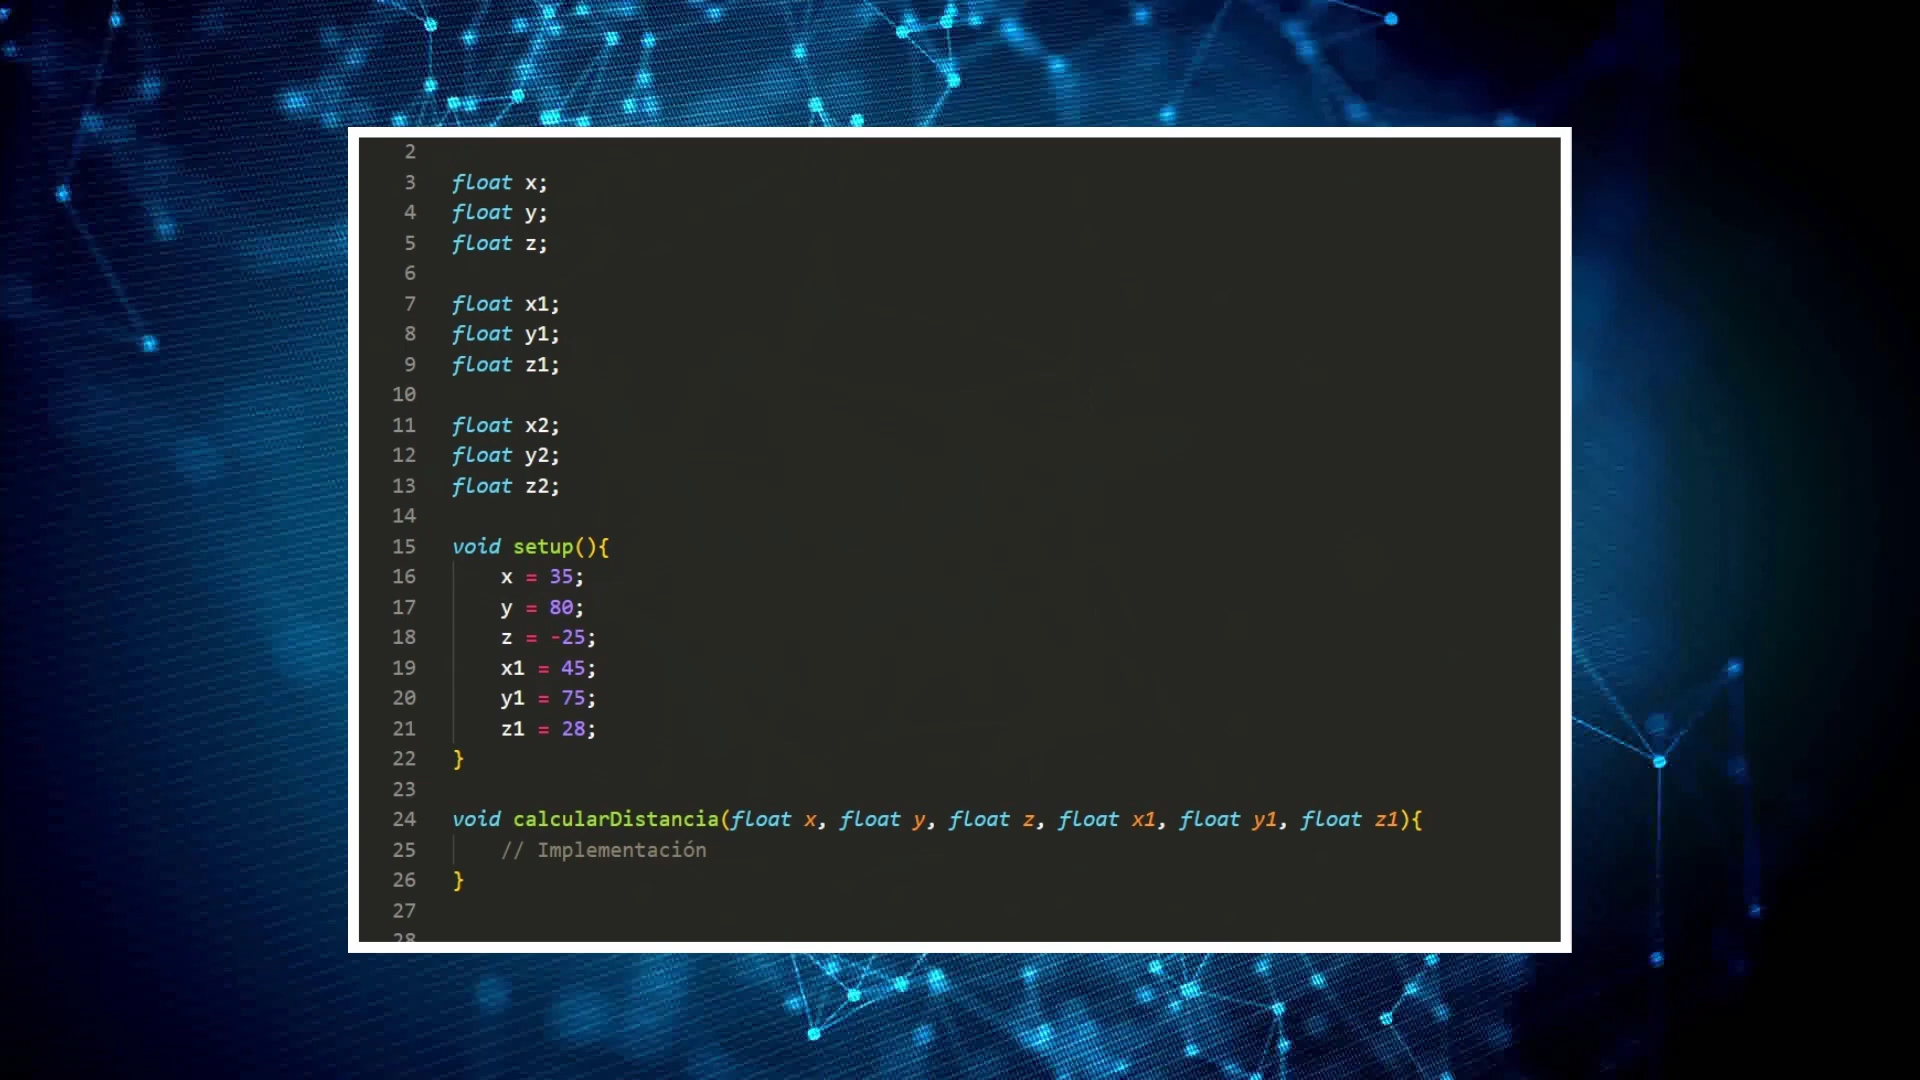 2
3 float x;
4 float y;
5 float z;
6
7 float x1;
8 float y1;
9 float z1;
10
11 float x2;
12 float y2;
13 float z2;
14
15 void setup(){
16 x = 35;
17 y = 80;
18 z = -25;
19 x1 = 45;
20 y1 = 75;
21 z1 = 28;
22 }
23
24 void calcularDistancia(float x, float y, float z, float x1, float y1, float z1){
25 // Implementación
26 }
27
28